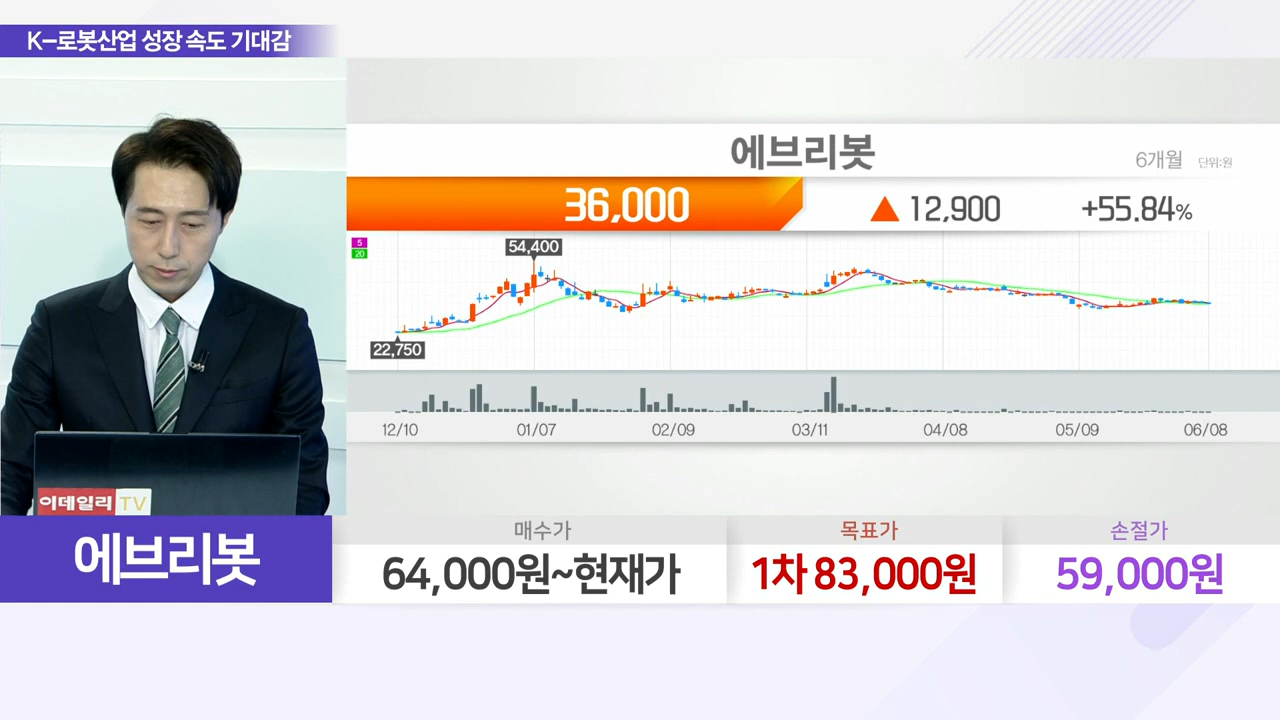 K-로봇산업 성장 속도 기대감
에브리봇
6개월 단위:원
36,000 ▲ 12,900 +55.84%
5
20
54,400
22,750
12/10 01/07 02/09 03/11 04/08 05/09 06/08
이데일리 TV
에브리봇
매수가 목표가 손절가
64,000원~현재가 1차 83,000원 59,000원